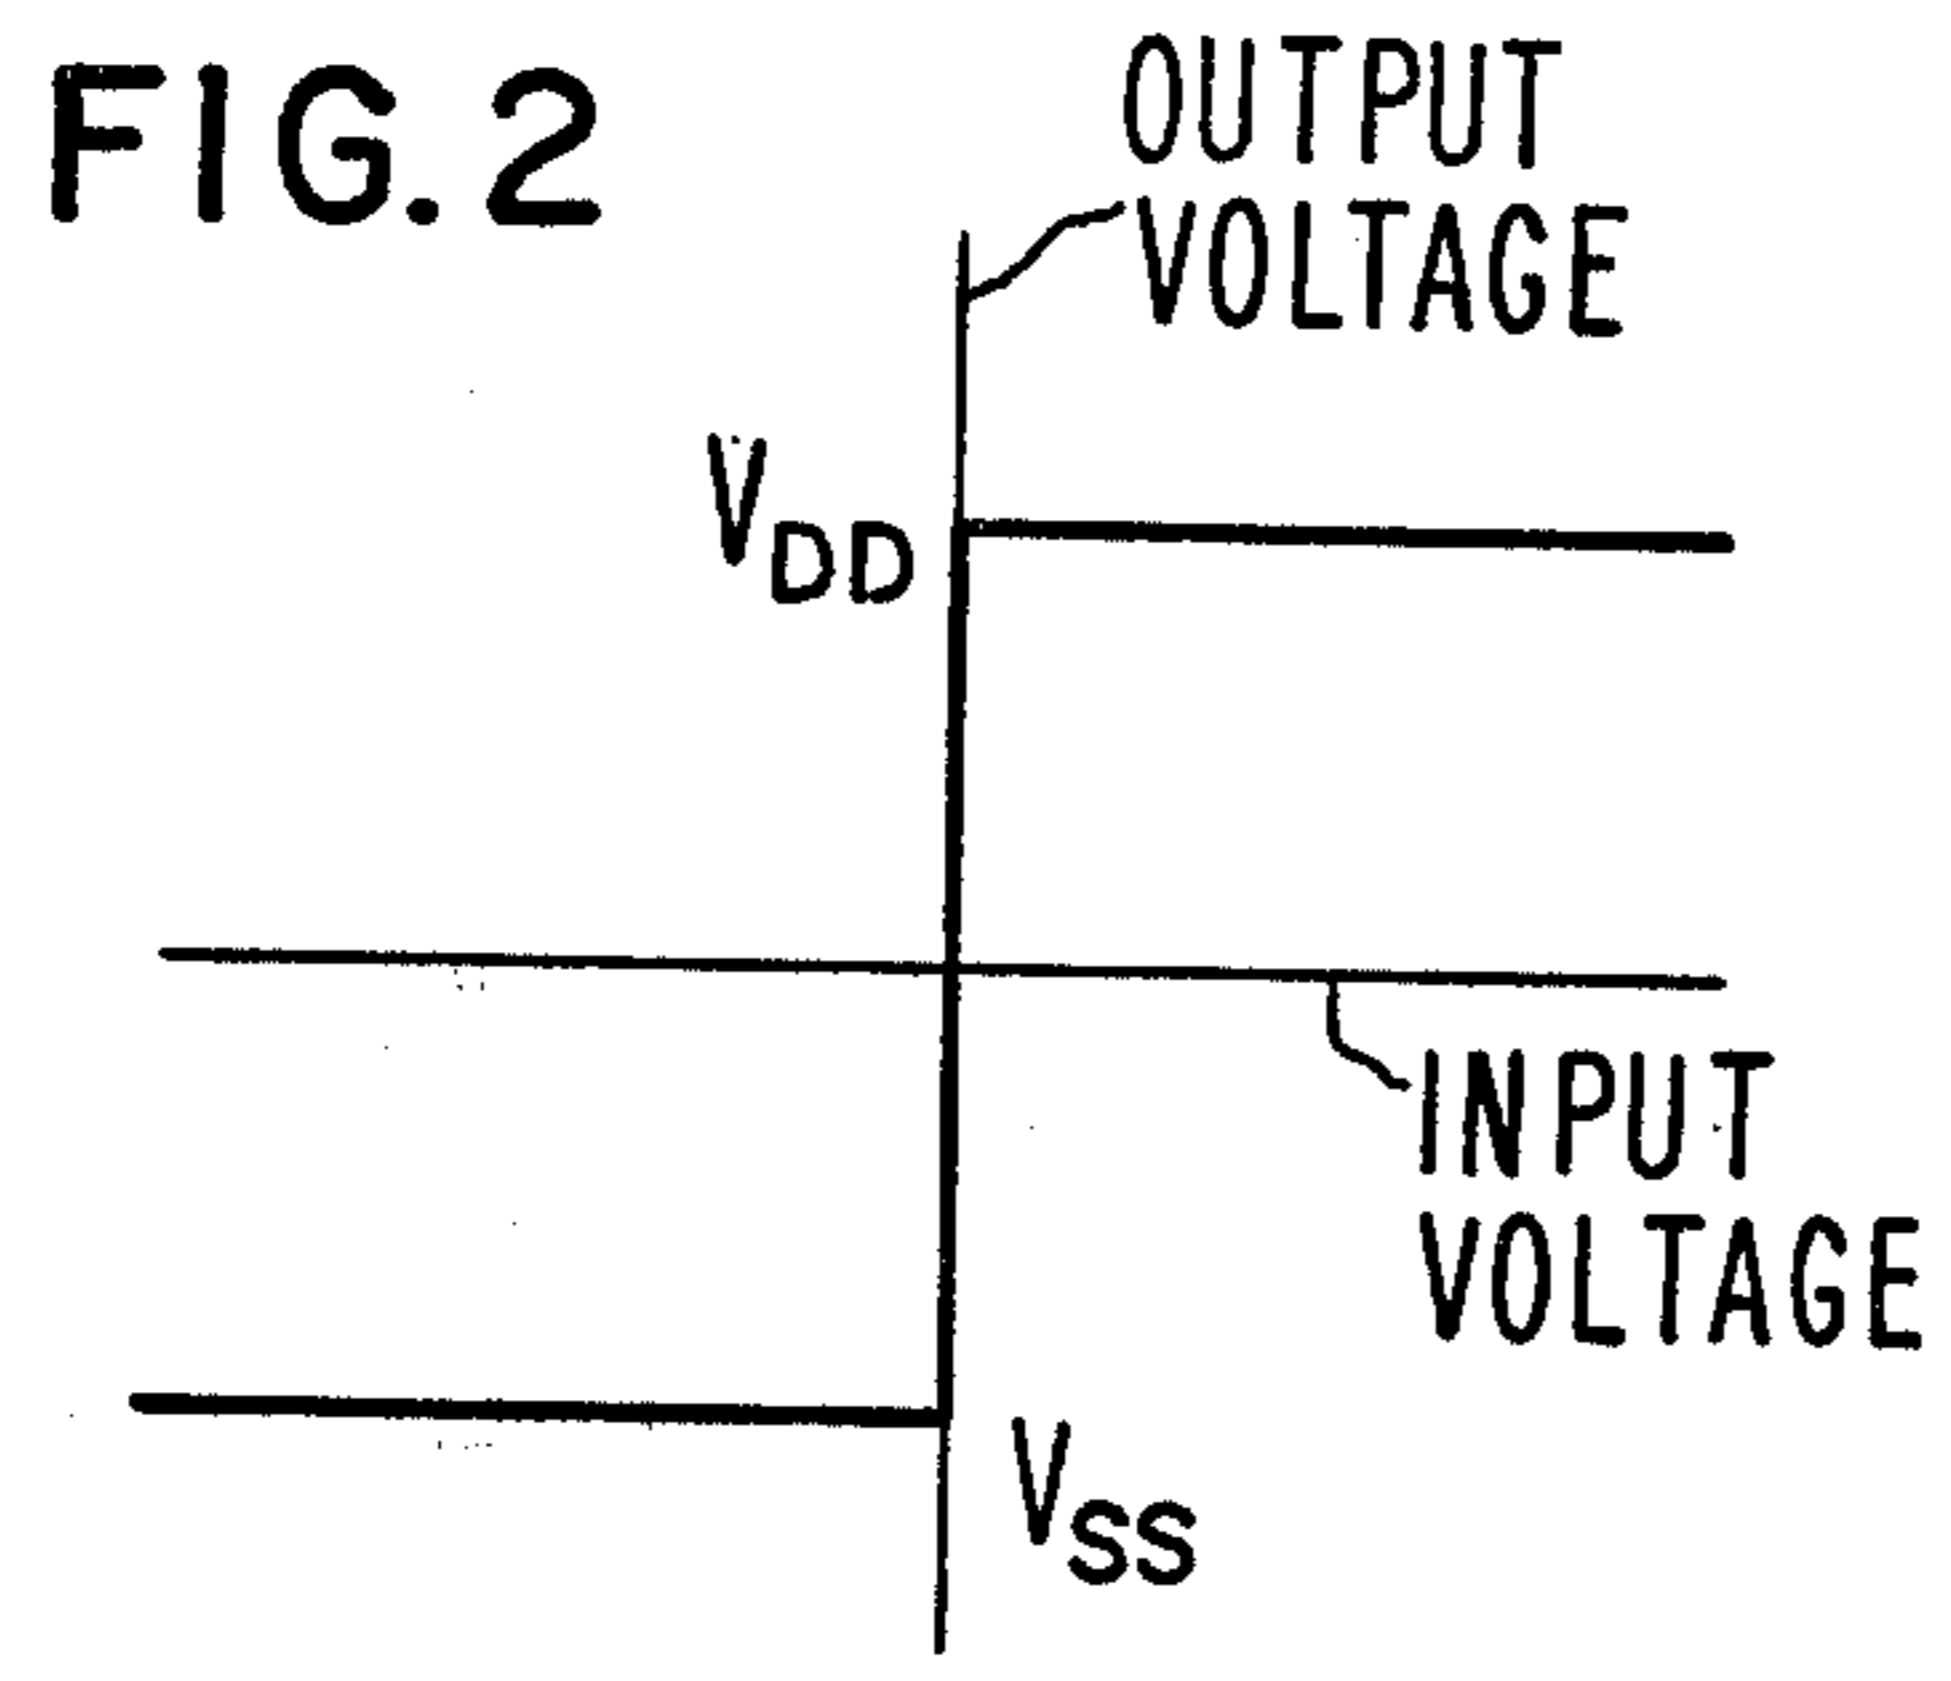 FIG. 2
OUTPUT
VOLTAGE
VDD
INPUT
VOLTAGE
VSS